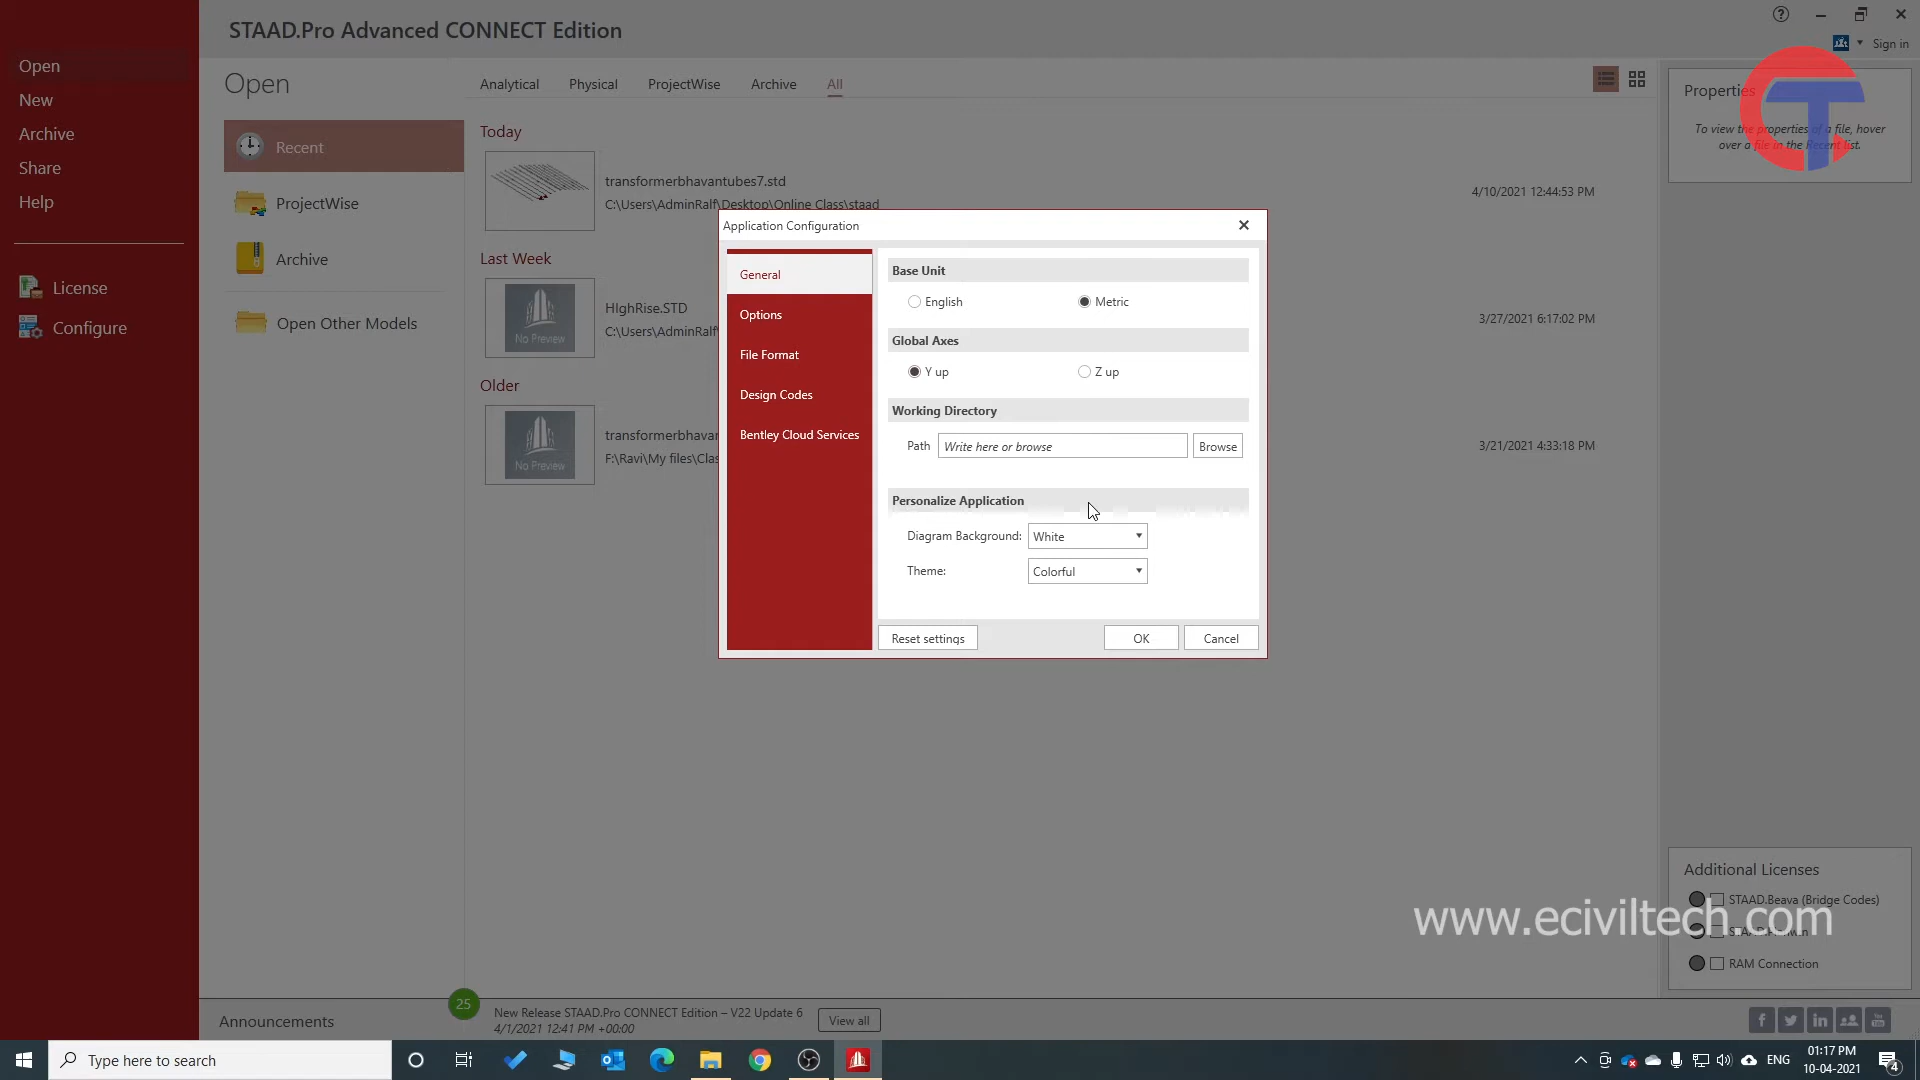 STAAD.Pro Advanced CONNECT Edition
Sign in
Open
New
Archive
Share
Help
License
Configure
Open
Analytical
Physical
ProjectWise
Archive
All
Recent
ProjectWise
Archive
Open Other Models
Today
transformerbhavantubes7.std
C:\Users\AdminRalf\Desktop\Online Class\staad
4/10/2021 12:44:53 PM
Last Week
No Preview
HIghRise.STD
C:\Users\AdminRalf\
3/27/2021 6:17:02 PM
Older
No Preview
transformerbhavan
F:\Ravi\My files\Clas
3/21/2021 4:33:18 PM
Application Configuration
General
Options
File Format
Design Codes
Bentley Cloud Services
Base Unit
English
Metric
Global Axes
Y up
Z up
Working Directory
Path
Write here or browse
Browse
Personalize Application
Diagram Background:
White
Theme:
Colorful
Reset settings
OK
Cancel
Properties
To view the properties of a file, hover
over a file in the Recent list.
Additional Licenses
STAAD.Beava (Bridge Codes)
RAM Connection
www.eciviltech.com
Announcements
25
New Release STAAD.Pro CONNECT Edition – V22 Update 6
4/1/2021 12:41 PM +00:00
View all
Type here to search
ENG
01:17 PM
10-04-2021
4